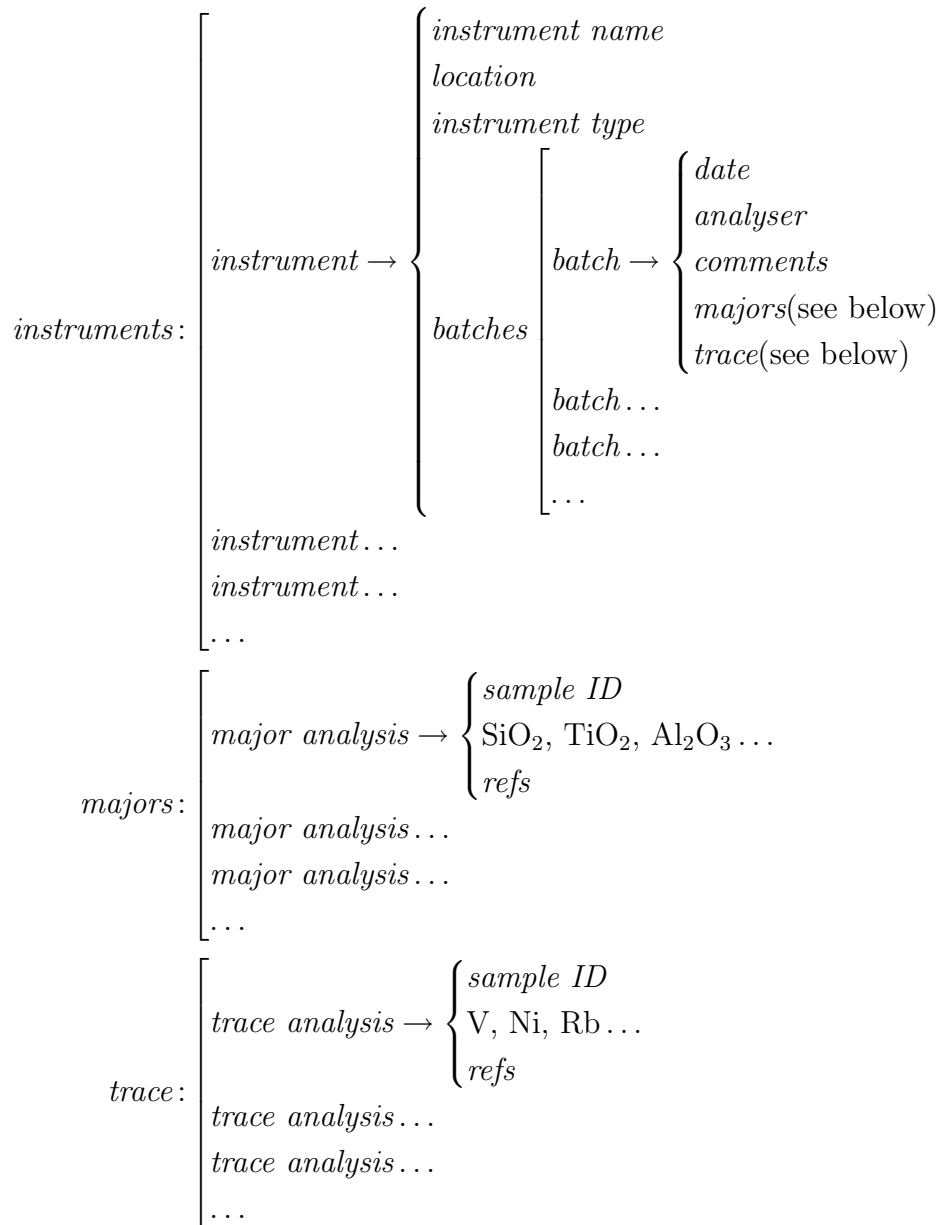 instrument name
location
instrument type
date
analyser
instruments: instrument → batches batch → comments
majors(see below)
trace(see below)
batch...
batch...
...
instrument...
instrument...
...
sample ID
major analysis → SiO₂, TiO₂, Al₂O₃...
refs
majors:
major analysis...
major analysis...
...
sample ID
trace analysis → V, Ni, Rb...
refs
trace:
trace analysis...
trace analysis...
...